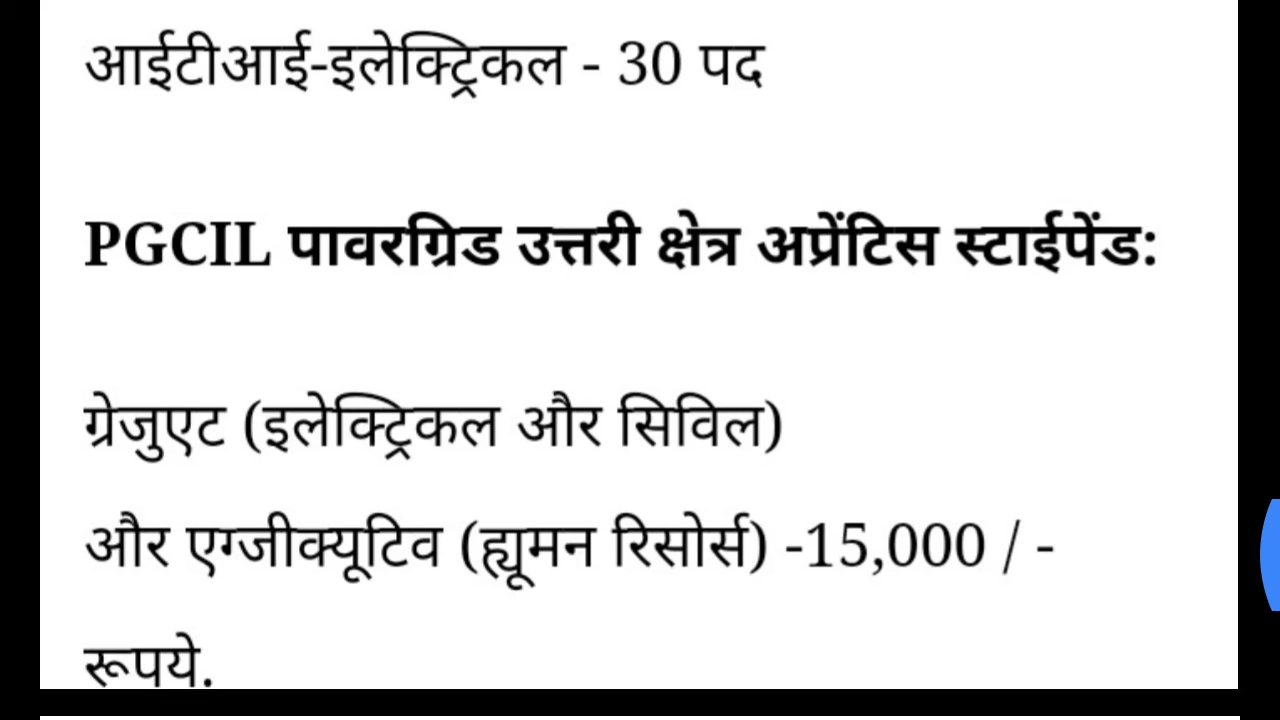 आईटीआई-इलेक्ट्रिकल - 30 पद
PGCIL पावरग्रिड उत्तरी क्षेत्र अप्रेंटिस स्टाईपेंड:
ग्रेजुएट (इलेक्ट्रिकल और सिविल)
और एग्जीक्यूटिव (ह्यूमन रिसोर्स) -15,000 / -
रूपये.